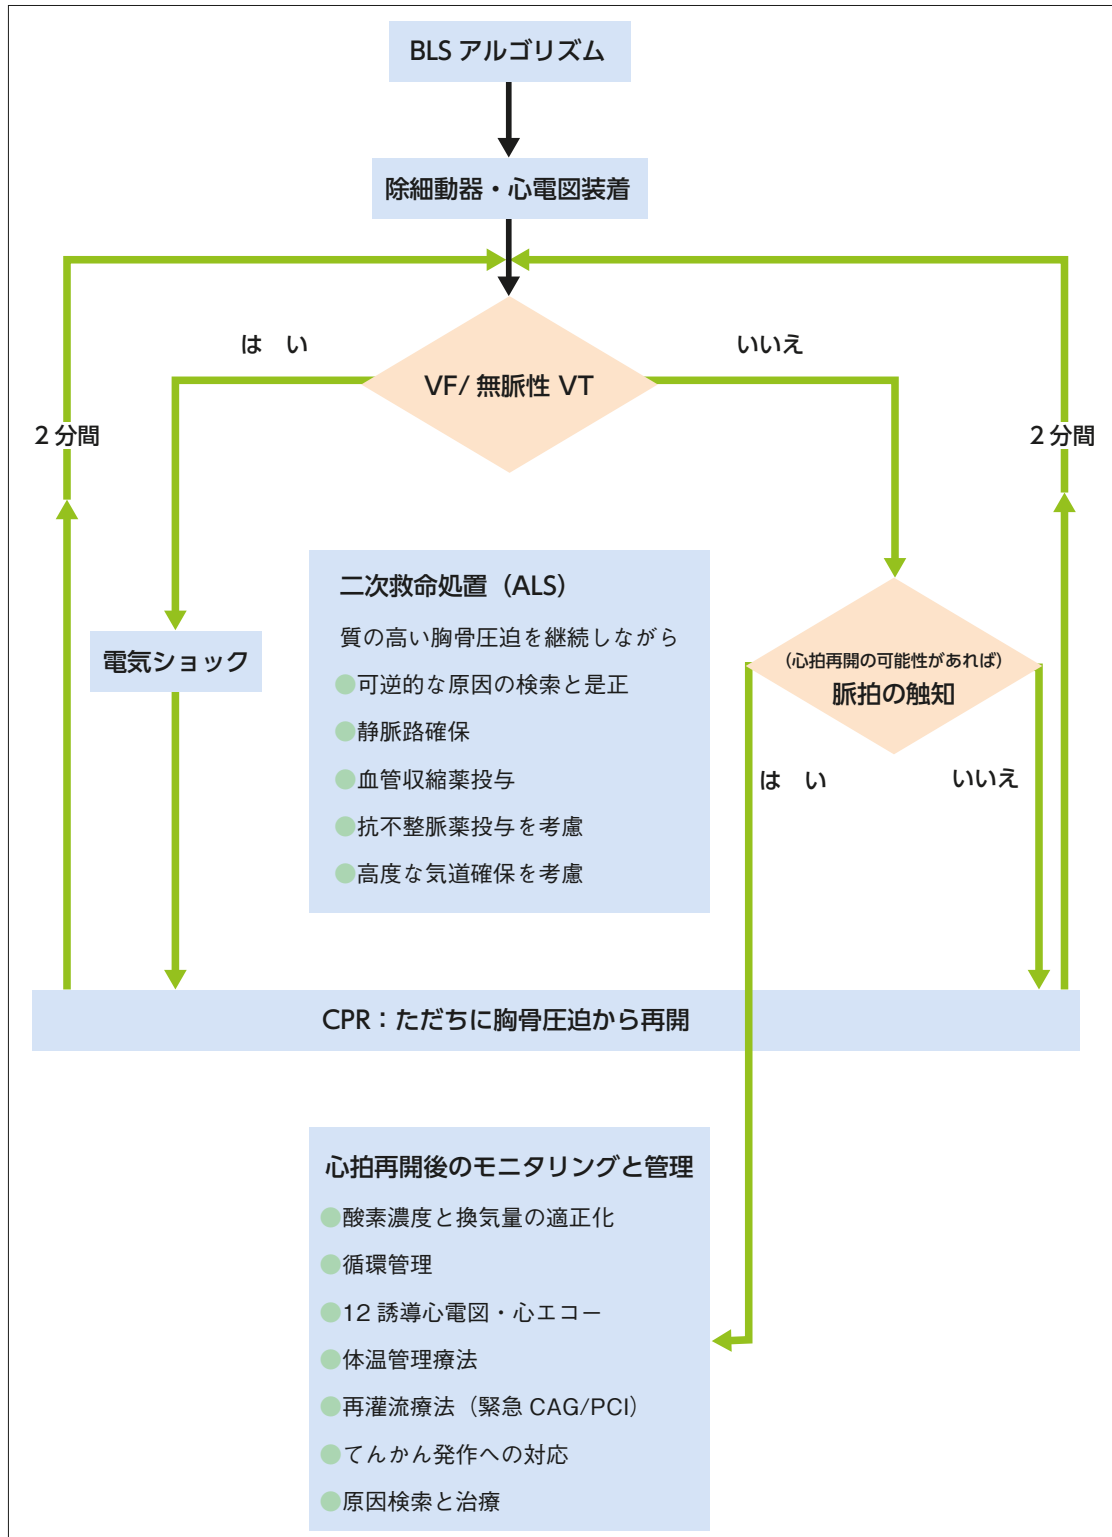 BLS アルゴリズム
除細動器・心電図装着
は い
いいえ
VF/ 無脈性 VT
2 分間
2 分間
二次救命処置（ALS）
質の高い胸骨圧迫を継続しながら
●可逆的な原因の検索と是正
●静脈路確保
●血管収縮薬投与
●抗不整脈薬投与を考慮
●高度な気道確保を考慮
電気ショック
（心拍再開の可能性があれば）
脈拍の触知
は い
いいえ
CPR：ただちに胸骨圧迫から再開
心拍再開後のモニタリングと管理
●酸素濃度と換気量の適正化
●循環管理
●12 誘導心電図・心エコー
●体温管理療法
●再灌流療法（緊急 CAG/PCI）
●てんかん発作への対応
●原因検索と治療